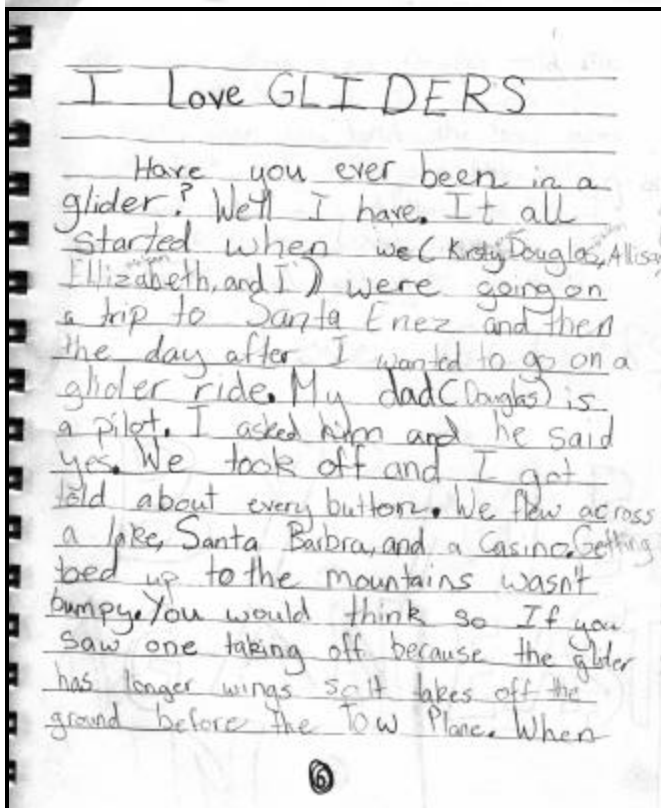 I Love GLIDERS
Have you ever been in a
glider? We'll I have. It all
started when we ( Kirsty, Douglas, Allison,
Ellizabeth, and I ) were going on
a trip to Santa Enez and then
the day after I wanted to go on a
glider ride. My dad (Douglas) is
a pilot. I asked him and he said
yes. We took off and I got
told about every button. We flew across
a lake, Santa Barbra, and a Casino. Getting
toed up to the mountains wasn't
bumpy. You would think so If you
saw one taking off because the glider
has longer wings so It takes off the
ground before the Tow Plane. When
6